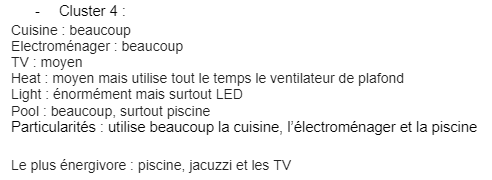 - Cluster 4 :
Cuisine : beaucoup
Electroménager : beaucoup
TV : moyen
Heat : moyen mais utilise tout le temps le ventilateur de plafond
Light : énormément mais surtout LED
Pool : beaucoup, surtout piscine
Particularités : utilise beaucoup la cuisine, l'électroménager et la piscine
Le plus énergivore : piscine, jacuzzi et les TV